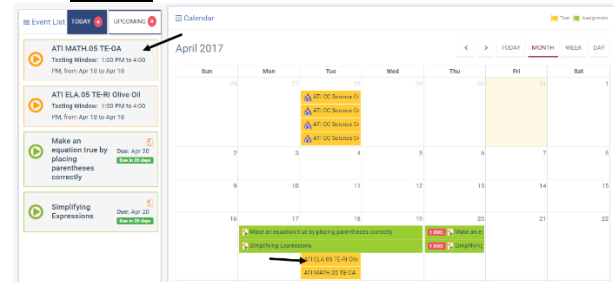 Event List TODAY 4 UPCOMING 0
ATI MATH.05 TE-OA
Testing Window: 1:00 PM to 4:00
PM, from Apr 18 to Apr 18
ATI ELA.05 TE-RI Olive Oil
Testing Window: 1:00 PM to 4:00
PM, from Apr 18 to Apr 18
Make an
equation true by
placing
parentheses
correctly
Due: Apr 20
Due in 20 days
Simplifying
Expressions
Due: Apr 20
Due in 20 days
Calendar
Test Assignment
April 2017
< > TODAY MONTH WEEK DAY
Sun Mon Tue Wed Thu Fri Sat
26 27 28 29 30 31 1
ATI CC Science Gr
ATI CC Science Gr
ATI CC Science Gr
ATI CC Science Gr
2 3 4 5 6 7 8
9 10 11 12 13 14 15
16 17 18 19 20 21 22
Make an equation true by placing parentheses correctly
1 DUE Make an e
Simplifying Expressions
1 DUE Simplifying
ATI ELA.05 TE-RI Oliv
ATI MATH.05 TE-OA